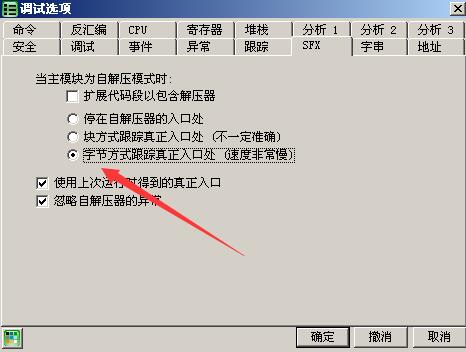 调试选项
命令 反汇编 CPU 寄存器 堆栈 分析 1 分析 2 分析 3
安全 调试 事件 异常 跟踪 SFX 字串 地址
当主模块为自解压模式时:
扩展代码段以包含解压器
停在自解压器的入口处
块方式跟踪真正入口处 (不一定准确)
字节方式跟踪真正入口处 (速度非常慢)
使用上次运行时得到的真正入口
忽略自解压器的异常
确定 撤消 取消